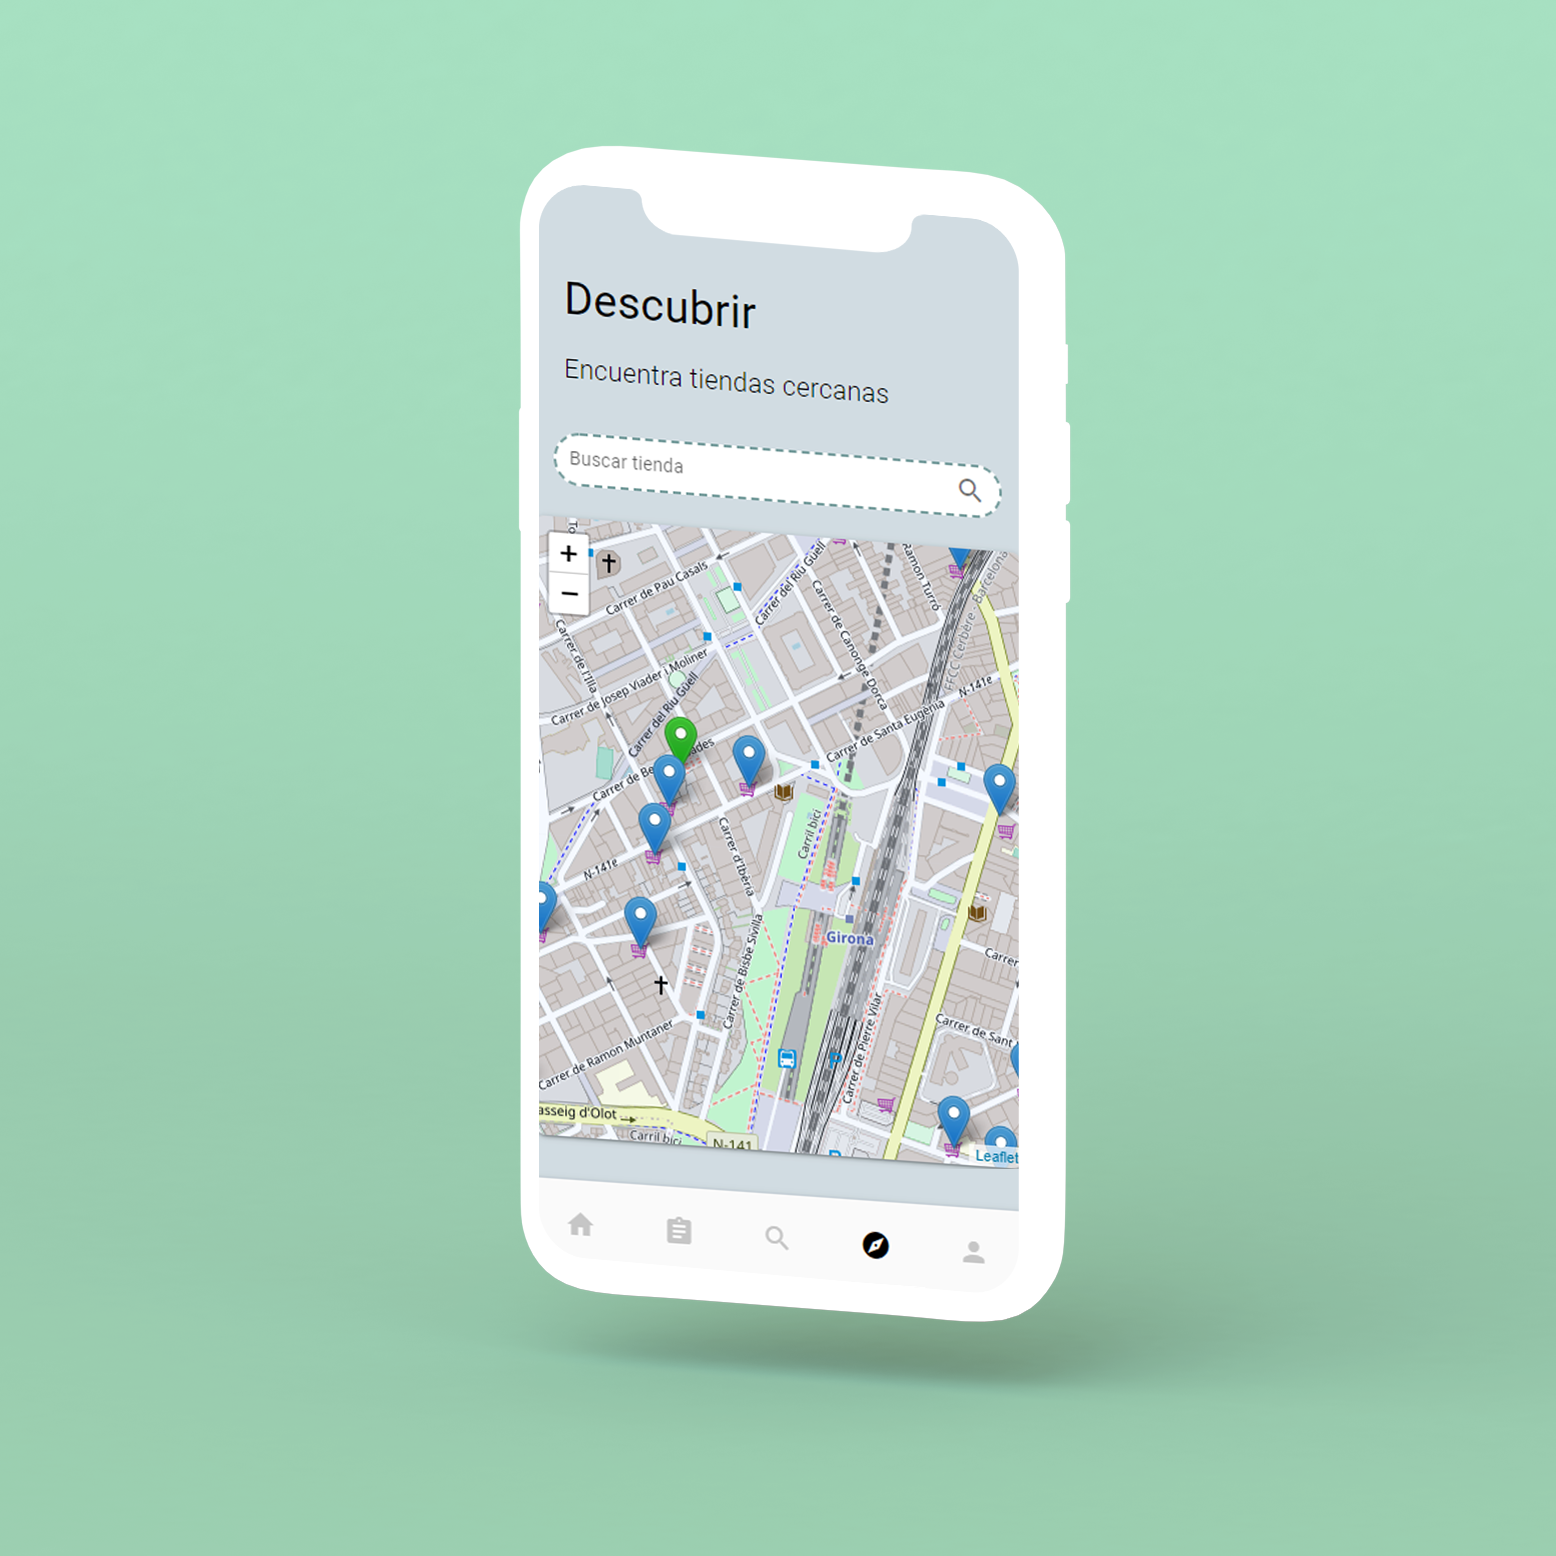 Descubrir
Encuentra tiendas cercanas
Buscar tienda
+
−
Carrer de Pau Casals
Carrer del Riu Güell
Ramon Turró
Carrer de Canonge Dorca
FFCC Cerbère - Barcelona
Carrer de l'Illa
Carrer de Josep Viader i Moliner
Carrer del Riu Güell
N-141e
Carrer de Santa Eugènia
Carrer de Be
ades
Carril bici
Carrer d'Ibèria
N-141e
Girona
Carrer de Bisbe Sivilla
Carrer
Carrer de Sant
Carrer de Pierre Vilar
Carrer de Ramon Muntaner
P
asseig d'Olot
Carril bici
N-141
Leaflet